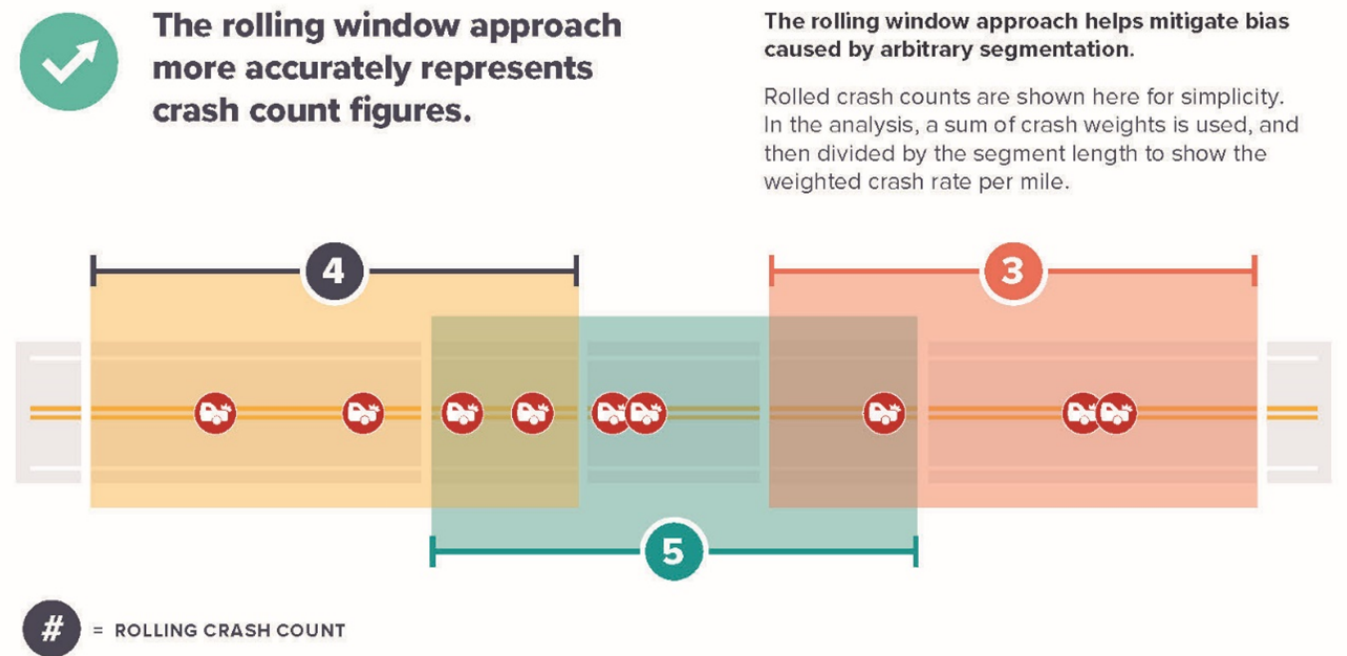 The rolling window approach
more accurately represents
crash count figures.
The rolling window approach helps mitigate bias
caused by arbitrary segmentation.
Rolled crash counts are shown here for simplicity.
In the analysis, a sum of crash weights is used, and
then divided by the segment length to show the
weighted crash rate per mile.
4
3
5
# = ROLLING CRASH COUNT